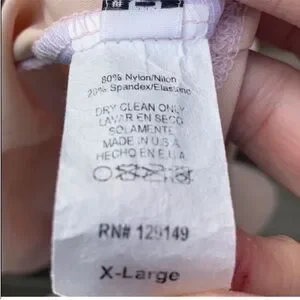 80% Nylon/Nilon
20% Spandex/Elastano
DRY CLEAN ONLY
LAVAR EN SECO
SOLAMENTE
MADE IN U.S.A
HECHO EN E.U.A
RN# 129149
X-Large